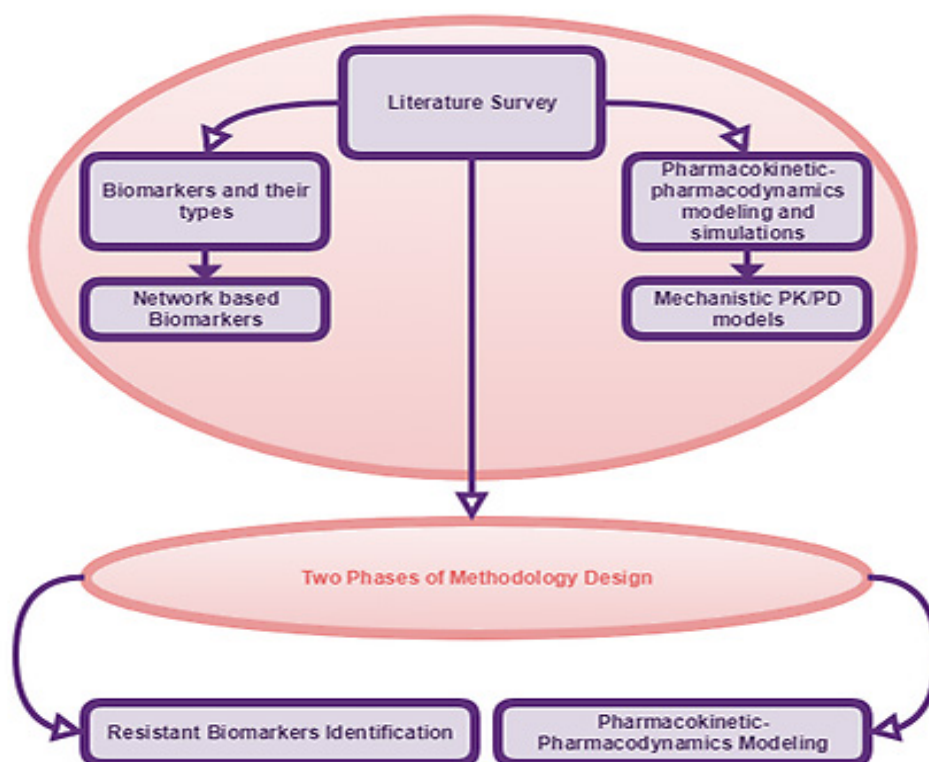 Literature Survey
Biomarkers and their
types
Pharmacokinetic-
pharmacodynamics
modeling and
simulations
Network based
Biomarkers
Mechanistic PK/PD
models
Two Phases of Methodology Design
Resistant Biomarkers Identification
Pharmacokinetic-
Pharmacodynamics Modeling